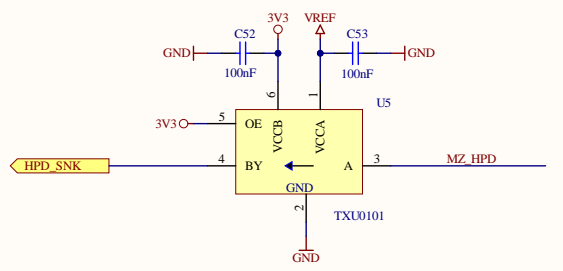 3V3 VREF
C52 C53
GND GND
100nF 100nF
6 1 U5
3V3 5 OE VCCB VCCA
HPD_SNK 4 BY A 3 MZ_HPD
GND
2 TXU0101
GND